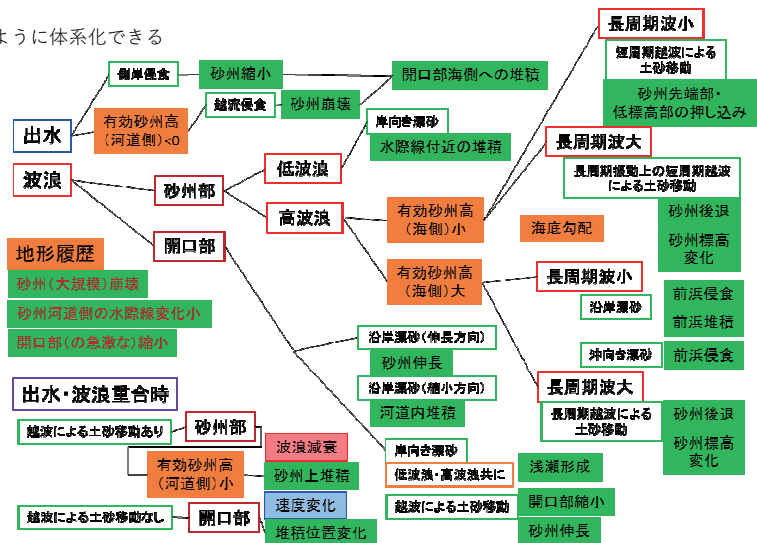 ように体系化できる
長周期波小
短周期越波による
土砂移動
砂州先端部・
低標高部の押し込み
側岸侵食
砂州縮小
開口部海側への堆積
有効砂州高
(河道側)<0
越流侵食
砂州崩壊
出水
岸向き漂砂
水際線付近の堆積
長周期波大
長周期振動上の短周期越波
による土砂移動
砂州後退
砂州標高
変化
波浪
砂州部
低波浪
高波浪
有効砂州高
(海側)小
海底勾配
開口部
地形履歴
砂州(大規模)崩壊
砂州河道側の水際線変化小
開口部(の急激な)縮小
有効砂州高
(海側)大
長周期波小
沿岸漂砂
前浜侵食
前浜堆積
沖向き漂砂
前浜侵食
沿岸漂砂(伸長方向)
砂州伸長
沿岸漂砂(縮小方向)
河道内堆積
長周期波大
長周期越波による
土砂移動
砂州後退
砂州標高
変化
出水・波浪重合時
越波による土砂移動あり
砂州部
波浪減衰
有効砂州高
(河道側)小
砂州上堆積
越波による土砂移動なし
開口部
速度変化
堆積位置変化
岸向き漂砂
低波浪・高波浪共に
浅瀬形成
越波による土砂移動
開口部縮小
砂州伸長